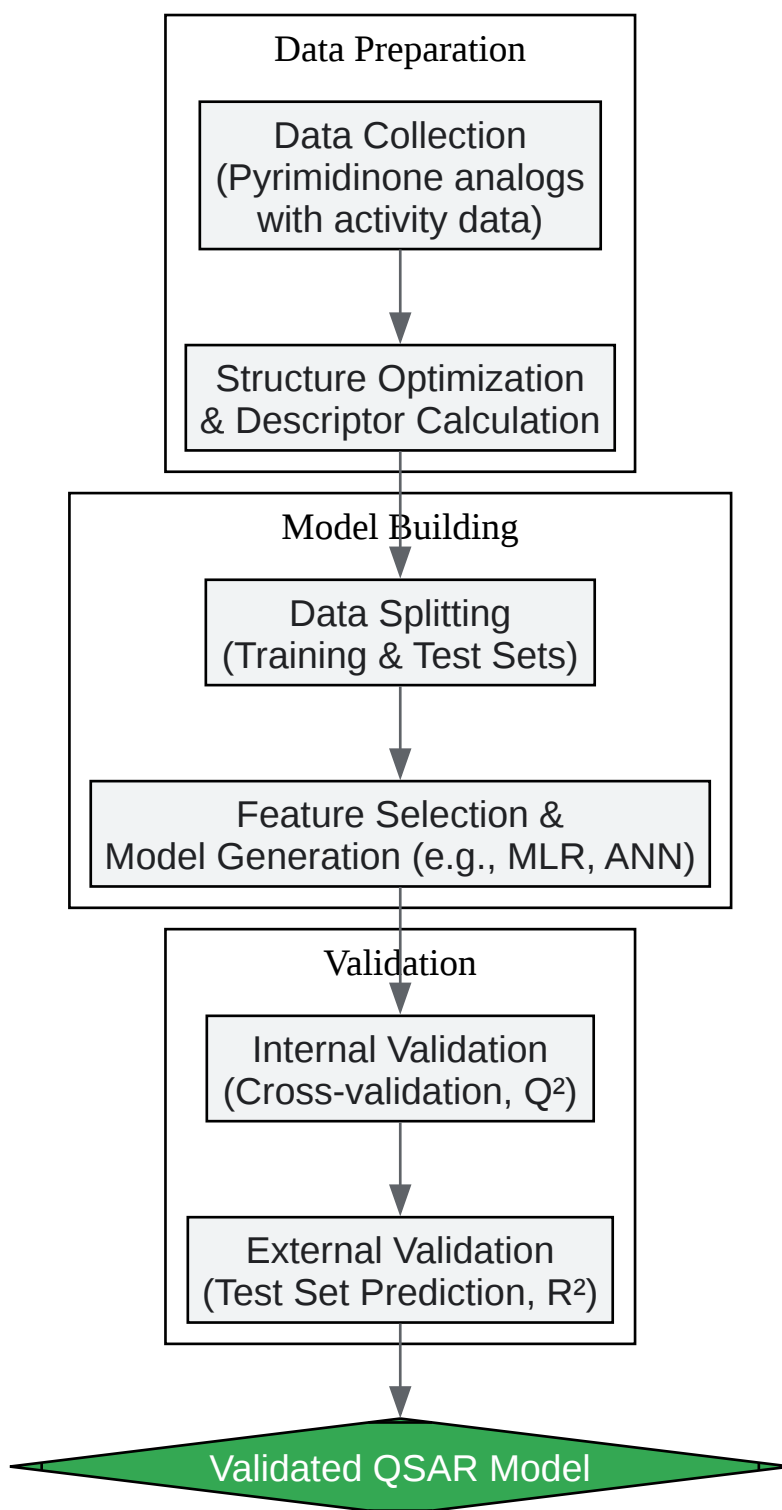 Data Preparation
Data Collection
(Pyrimidinone analogs
with activity data)
Structure Optimization
& Descriptor Calculation
Model Building
Data Splitting
(Training & Test Sets)
Feature Selection &
Model Generation (e.g., MLR, ANN)
Validation
Internal Validation
(Cross-validation, Q²)
External Validation
(Test Set Prediction, R²)
Validated QSAR Model